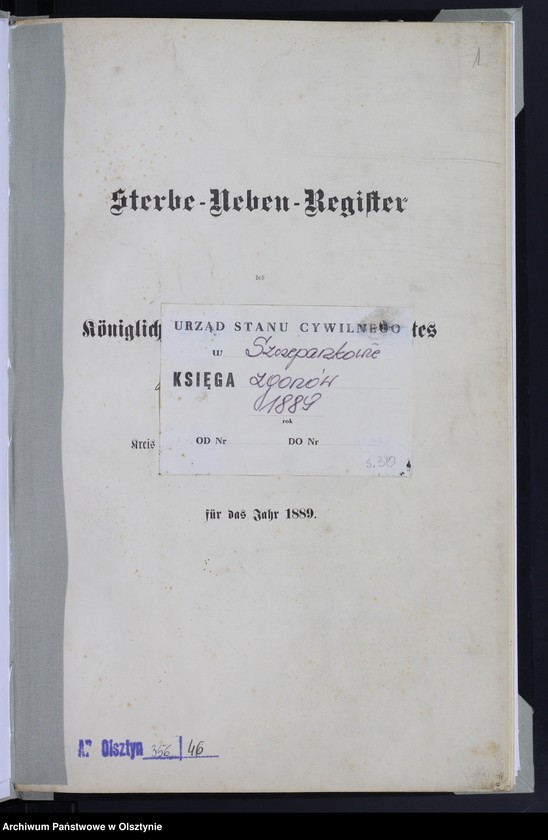 1
Sterbe-Neben-Register
des
Königlich tes
URZĄD STANU CYWILNEGO
w Szczepankowie
KSIĘGA zgonów
1889
rok
Kreis
OD Nr DO Nr
s. 30
für das Jahr 1889.
AP Olsztyn 356/46
Archiwum Państwowe w Olsztynie